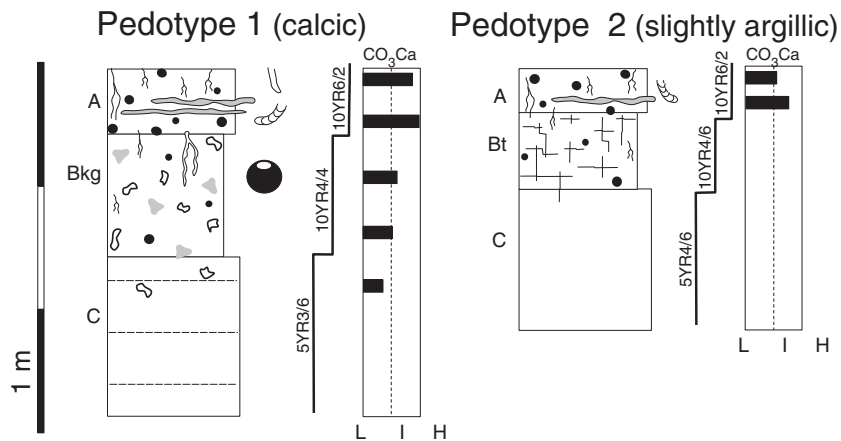 Pedotype 1 (calcic)
Pedotype 2 (slightly argillic)
CO3Ca
A
Bkg
C
10YR6/2
10YR4/4
5YR3/6
L I H
1 m
CO3Ca
A
Bt
C
10YR6/2
10YR4/6
5YR4/6
L I H